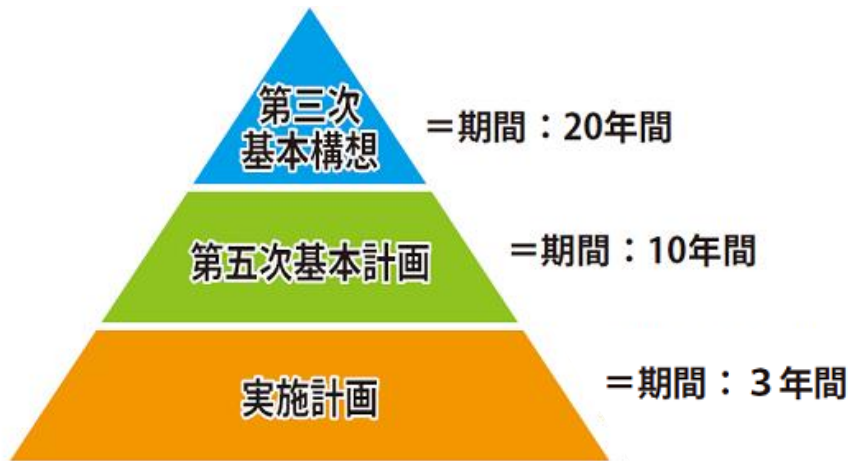 第三次
基本構想
＝期間：20年間
第五次基本計画
＝期間：10年間
実施計画
＝期間：３年間